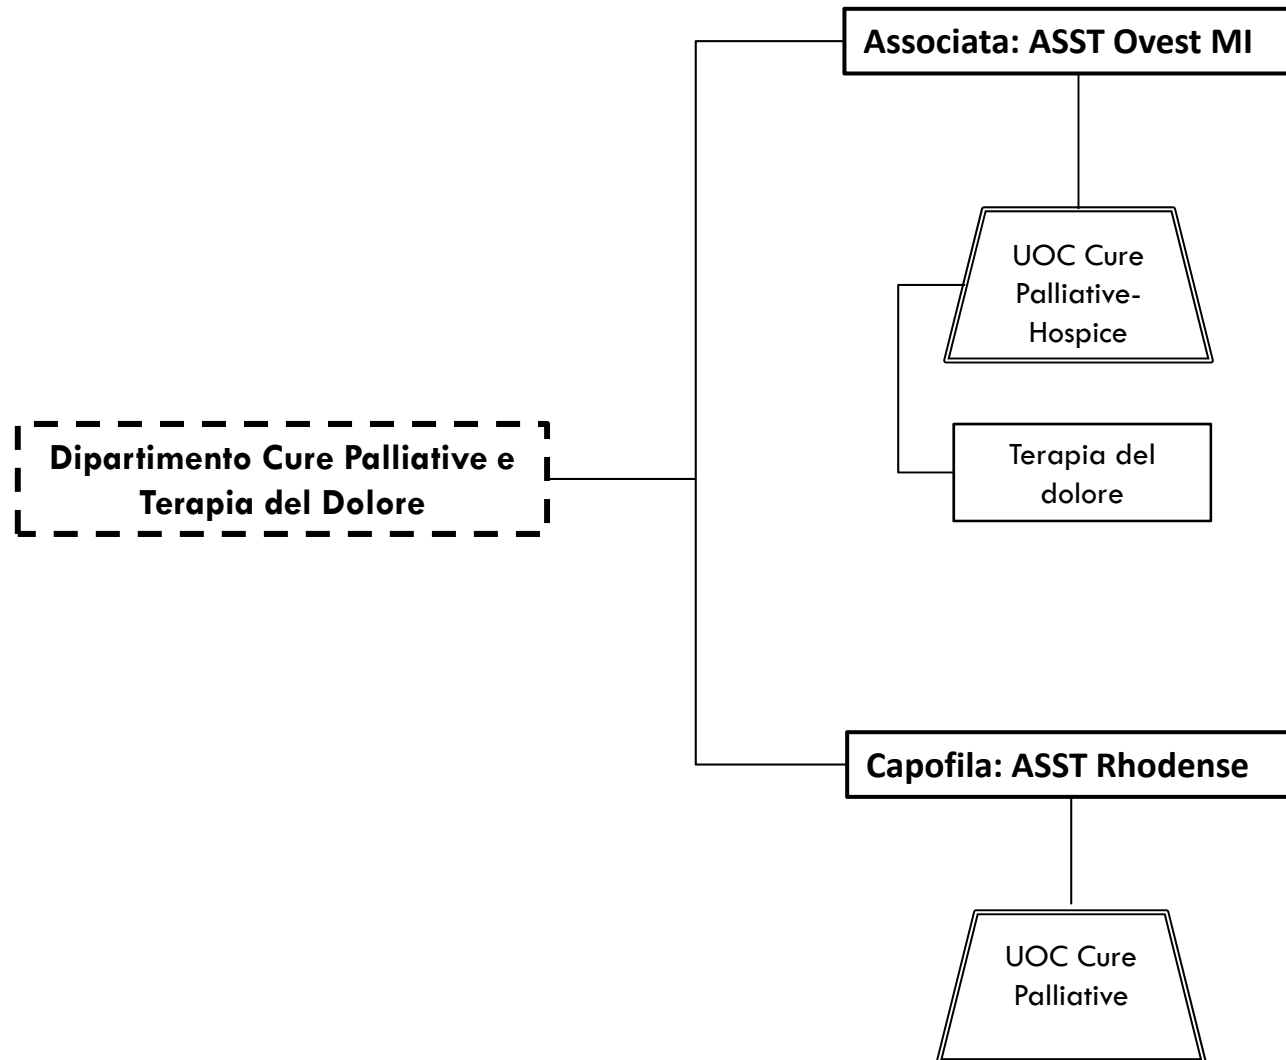 Associata: ASST Ovest MI
UOC Cure
Palliative-
Hospice
Terapia del
dolore
Dipartimento Cure Palliative e
Terapia del Dolore
Capofila: ASST Rhodense
UOC Cure
Palliative